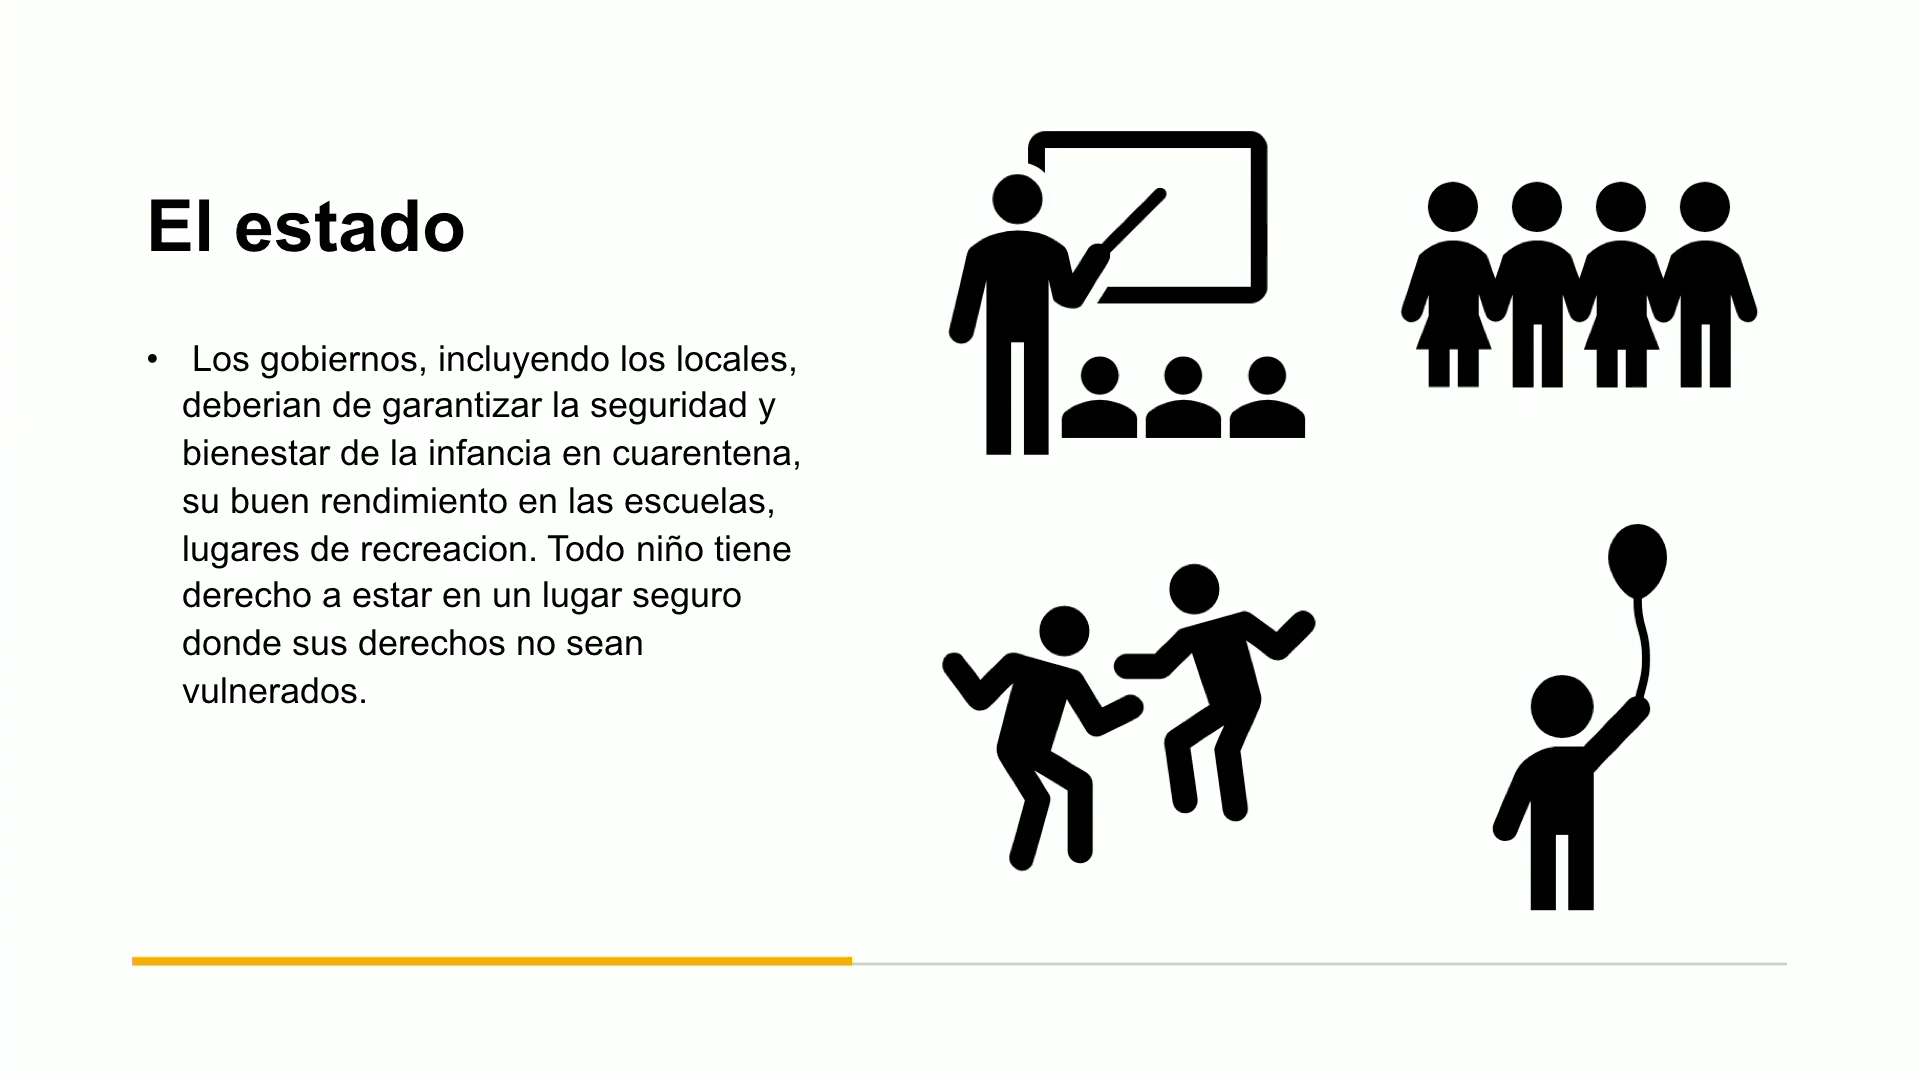 El estado
• Los gobiernos, incluyendo los locales,
deberian de garantizar la seguridad y
bienestar de la infancia en cuarentena,
su buen rendimiento en las escuelas,
lugares de recreacion. Todo niño tiene
derecho a estar en un lugar seguro
donde sus derechos no sean
vulnerados.